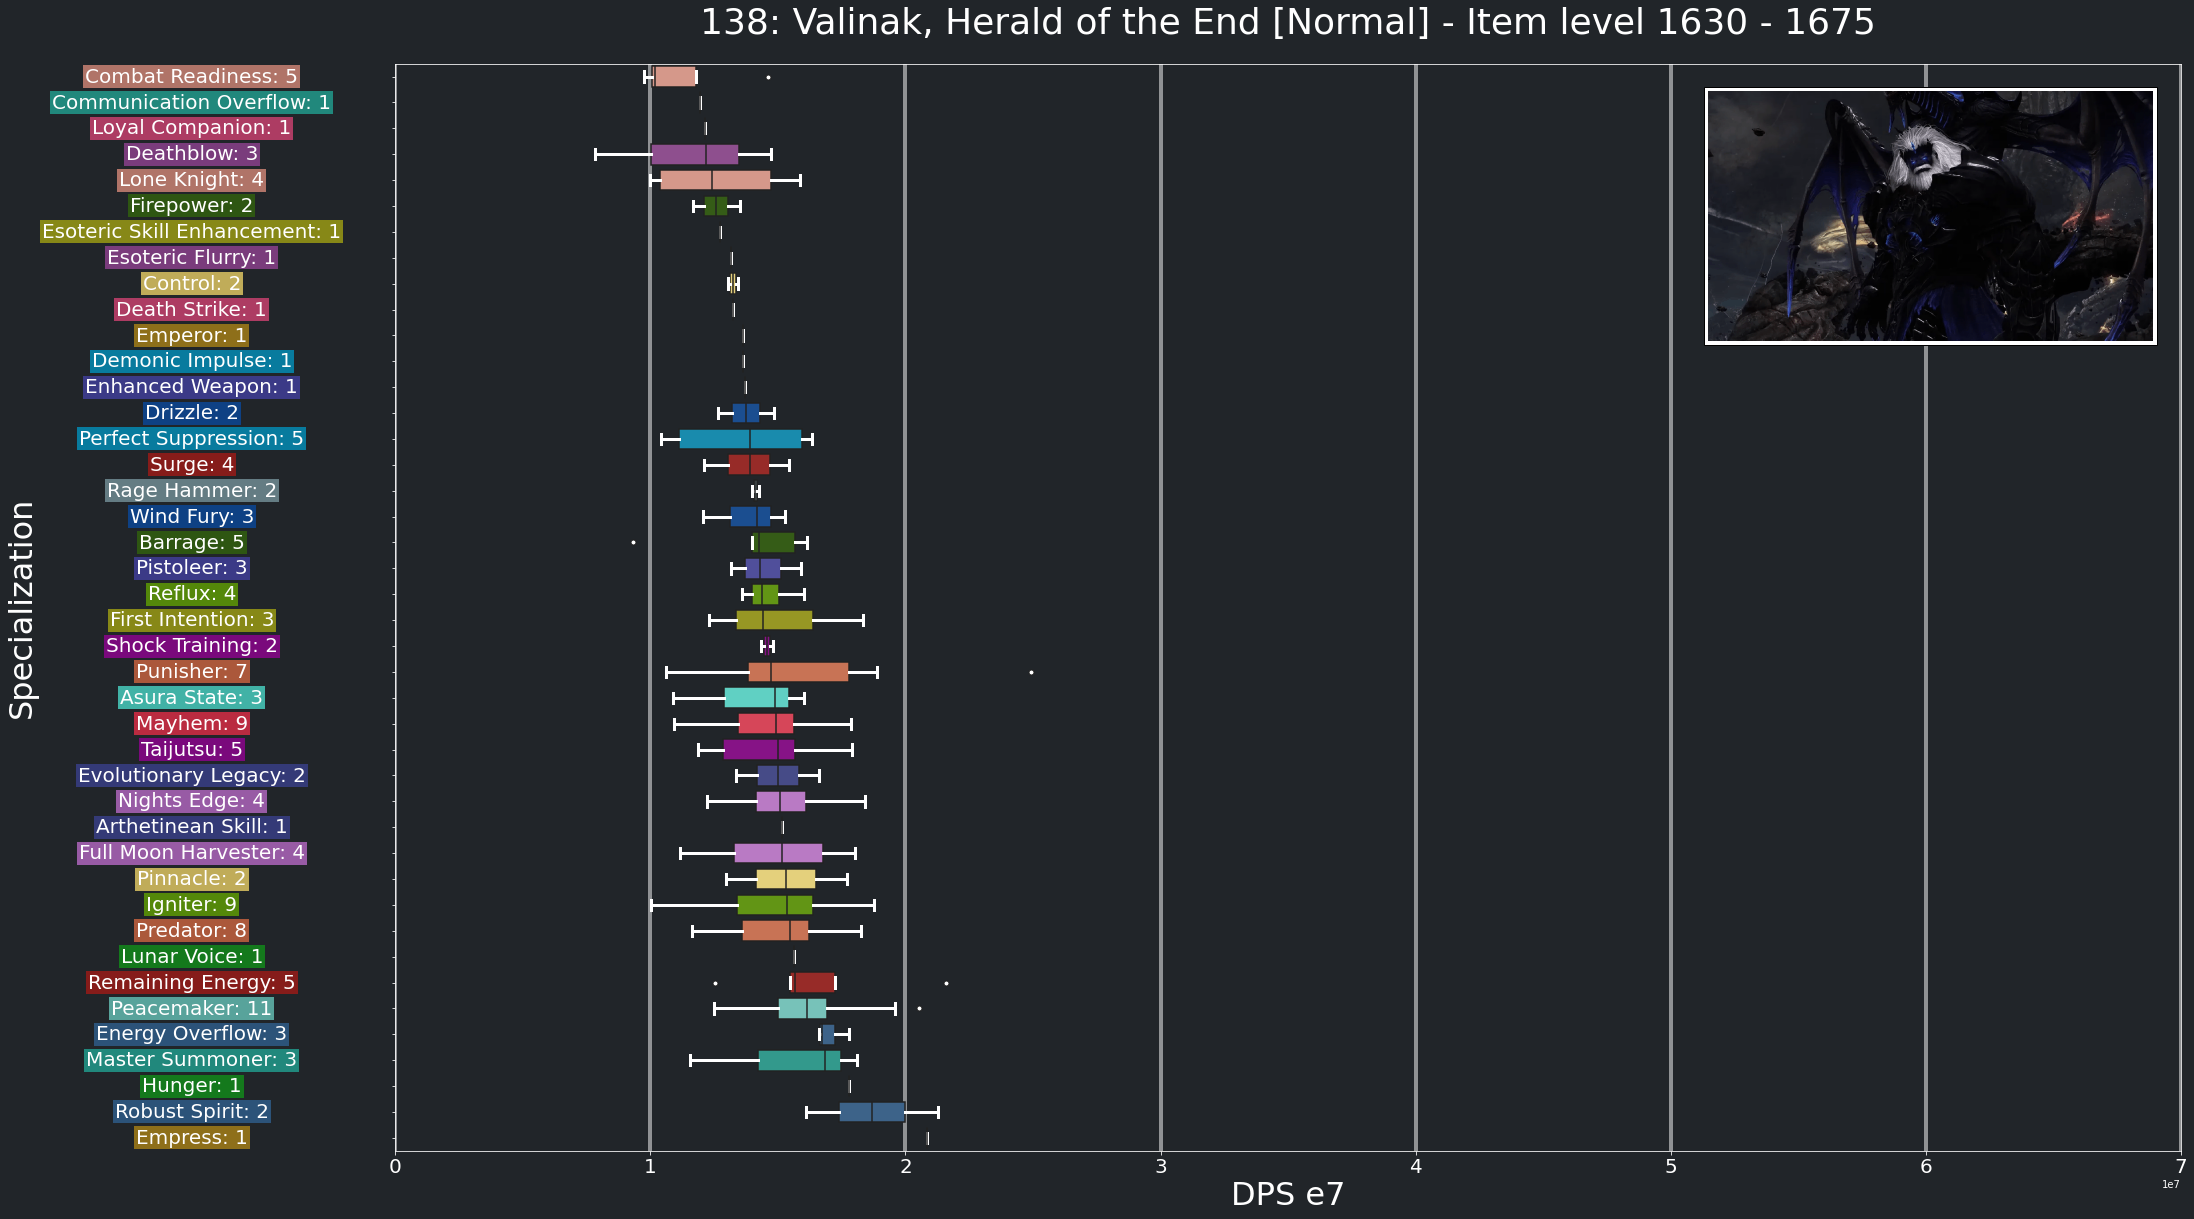 138: Valinak, Herald of the End [Normal] - Item level 1630 - 1675
Specialization
Combat Readiness: 5
Communication Overflow: 1
Loyal Companion: 1
Deathblow: 3
Lone Knight: 4
Firepower: 2
Esoteric Skill Enhancement: 1
Esoteric Flurry: 1
Control: 2
Death Strike: 1
Emperor: 1
Demonic Impulse: 1
Enhanced Weapon: 1
Drizzle: 2
Perfect Suppression: 5
Surge: 4
Rage Hammer: 2
Wind Fury: 3
Barrage: 5
Pistoleer: 3
Reflux: 4
First Intention: 3
Shock Training: 2
Punisher: 7
Asura State: 3
Mayhem: 9
Taijutsu: 5
Evolutionary Legacy: 2
Nights Edge: 4
Arthetinean Skill: 1
Full Moon Harvester: 4
Pinnacle: 2
Igniter: 9
Predator: 8
Lunar Voice: 1
Remaining Energy: 5
Peacemaker: 11
Energy Overflow: 3
Master Summoner: 3
Hunger: 1
Robust Spirit: 2
Empress: 1
0 1 2 3 4 5 6 7
1e7
DPS e7